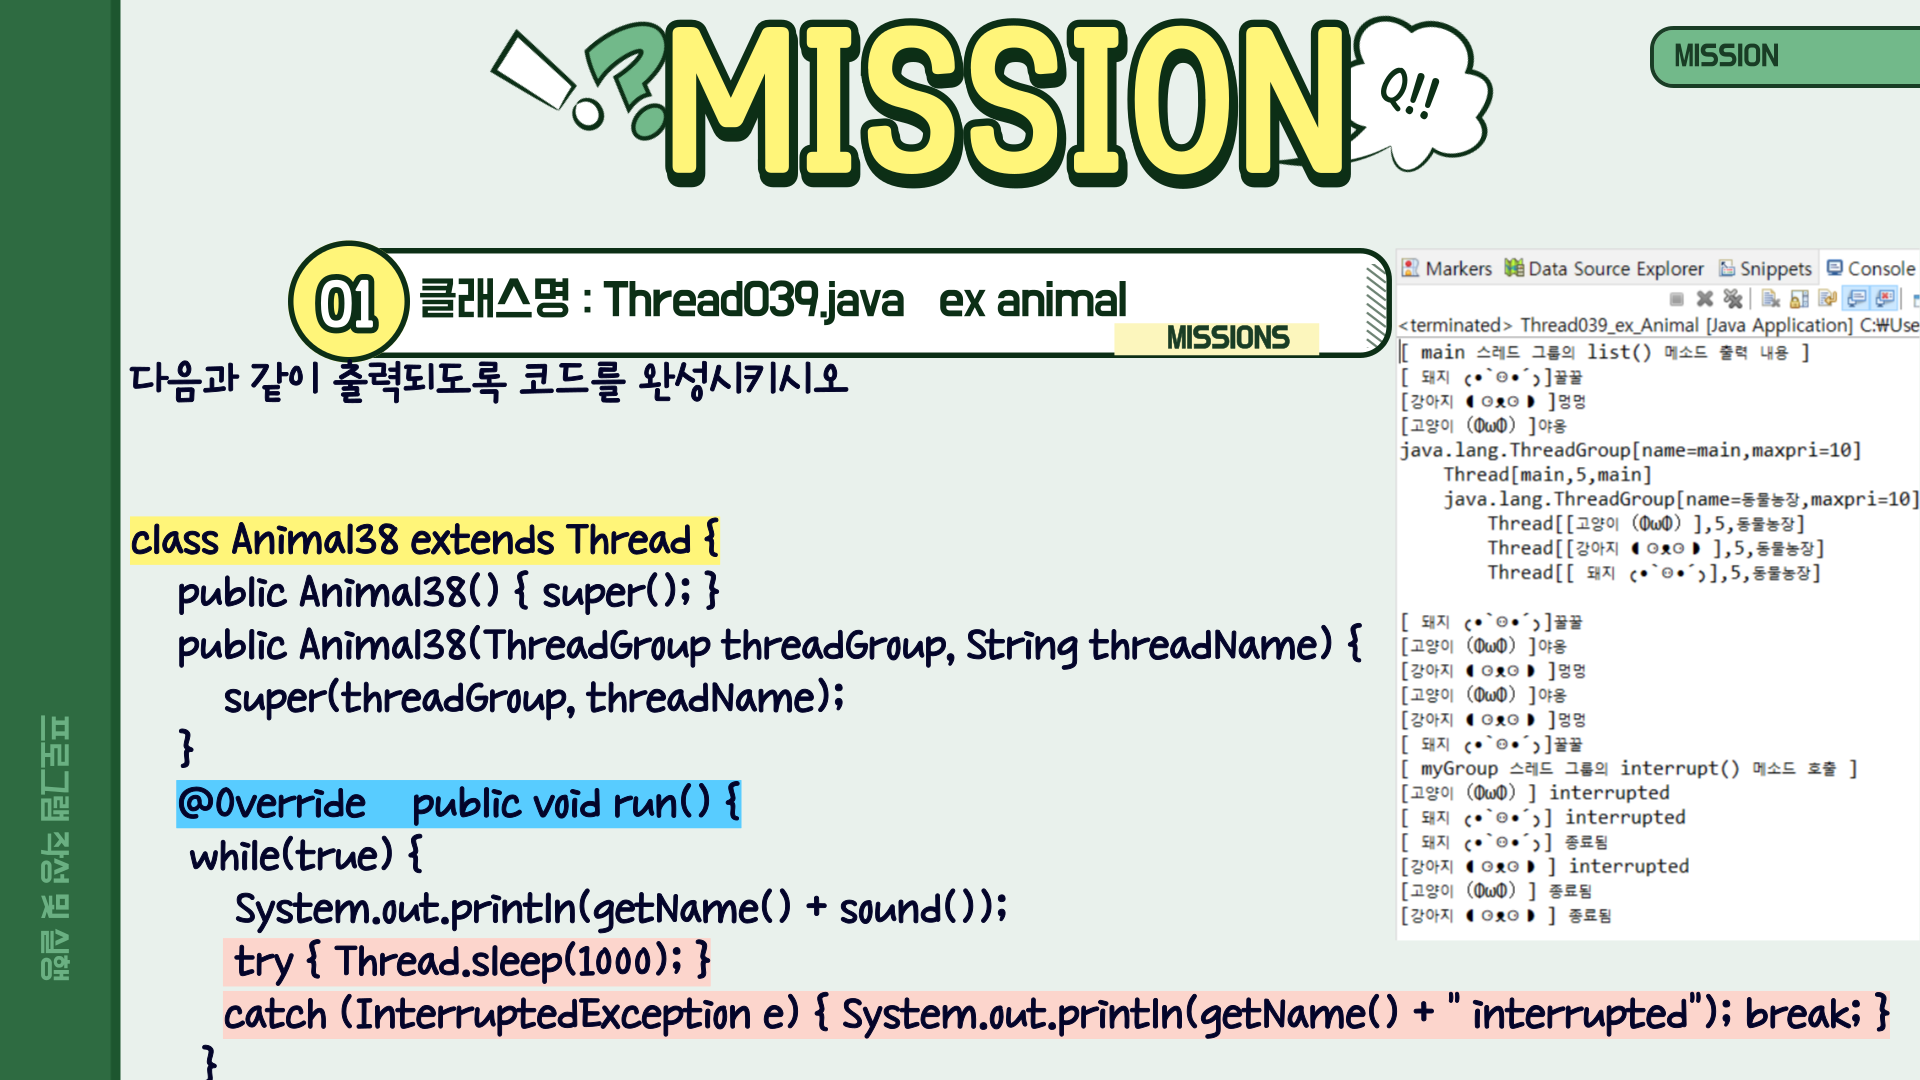 MISSION
Q!!
MISSION
01 클래스명 : Thread039.java ex animal
MISSIONS
다음과 같이 출력되도록 코드를 완성시키시오
class Animal38 extends Thread {
public Animal38() { super(); }
public Animal38(ThreadGroup threadGroup, String threadName) {
super(threadGroup, threadName);
}
@Override public void run() {
while(true) {
System.out.println(getName() + sound());
try { Thread.sleep(1000); }
catch (InterruptedException e) { System.out.println(getName() + " interrupted"); break; }
}
Markers Data Source Explorer Snippets Console
<terminated> Thread039_ex_Animal [Java Application] C:₩Use
[ main 스레드 그룹의 list() 메소드 출력 내용 ]
[ 돼지 (•`⊝•´)]꿀꿀
[강아지 ◖⚆ᴥ⚆◗ ]멍멍
[고양이 (ΦωΦ) ]야옹
java.lang.ThreadGroup[name=main,maxpri=10]
Thread[main,5,main]
java.lang.ThreadGroup[name=동물농장,maxpri=10]
Thread[[고양이 (ΦωΦ) ],5,동물농장]
Thread[[강아지 ◖⚆ᴥ⚆◗ ],5,동물농장]
Thread[[ 돼지 (•`⊝•´)],5,동물농장]
[ 돼지 (•`⊝•´)]꿀꿀
[고양이 (ΦωΦ) ]야옹
[강아지 ◖⚆ᴥ⚆◗ ]멍멍
[고양이 (ΦωΦ) ]야옹
[강아지 ◖⚆ᴥ⚆◗ ]멍멍
[ 돼지 (•`⊝•´)]꿀꿀
[ myGroup 스레드 그룹의 interrupt() 메소드 호출 ]
[고양이 (ΦωΦ) ] interrupted
[ 돼지 (•`⊝•´)] interrupted
[ 돼지 (•`⊝•´)] 종료됨
[강아지 ◖⚆ᴥ⚆◗ ] interrupted
[고양이 (ΦωΦ) ] 종료됨
[강아지 ◖⚆ᴥ⚆◗ ] 종료됨
프로그램 작성 및 실행